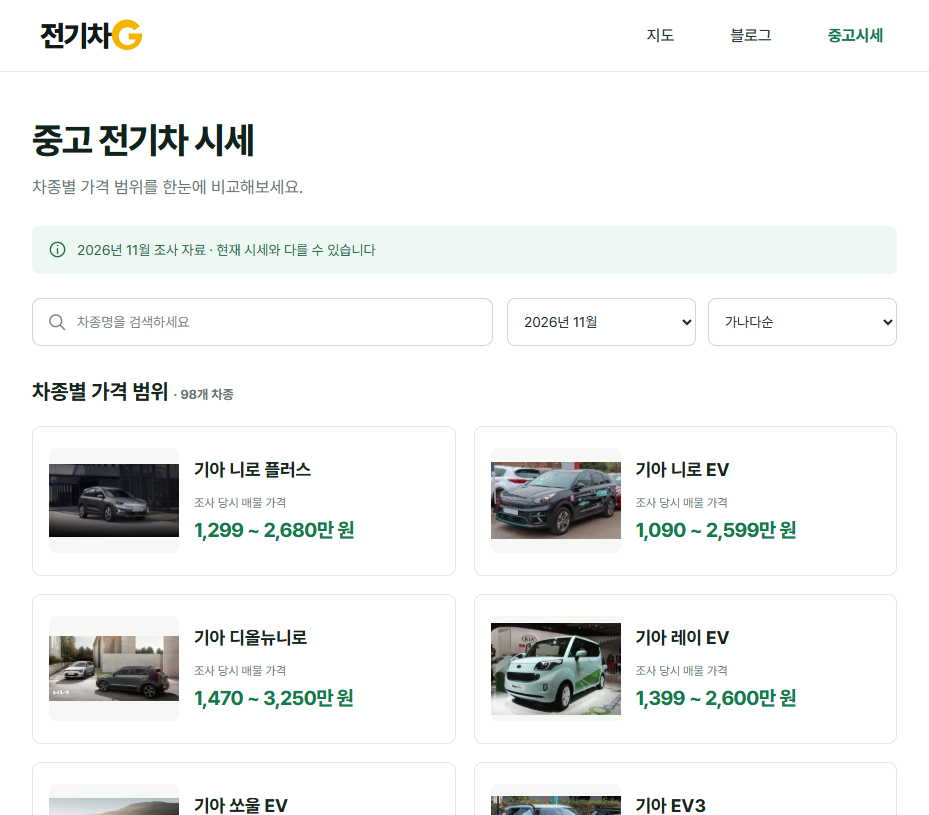 전기차G
지도
블로그
중고시세
중고 전기차 시세
차종별 가격 범위를 한눈에 비교해보세요.
2026년 11월 조사 자료 · 현재 시세와 다를 수 있습니다
차종명을 검색하세요
2026년 11월
가나다순
차종별 가격 범위 · 98개 차종
기아 니로 플러스
조사 당시 매물 가격
1,299 ~ 2,680만 원
기아 니로 EV
조사 당시 매물 가격
1,090 ~ 2,599만 원
기아 디올뉴니로
조사 당시 매물 가격
1,470 ~ 3,250만 원
기아 레이 EV
조사 당시 매물 가격
1,399 ~ 2,600만 원
기아 쏘울 EV
기아 EV3